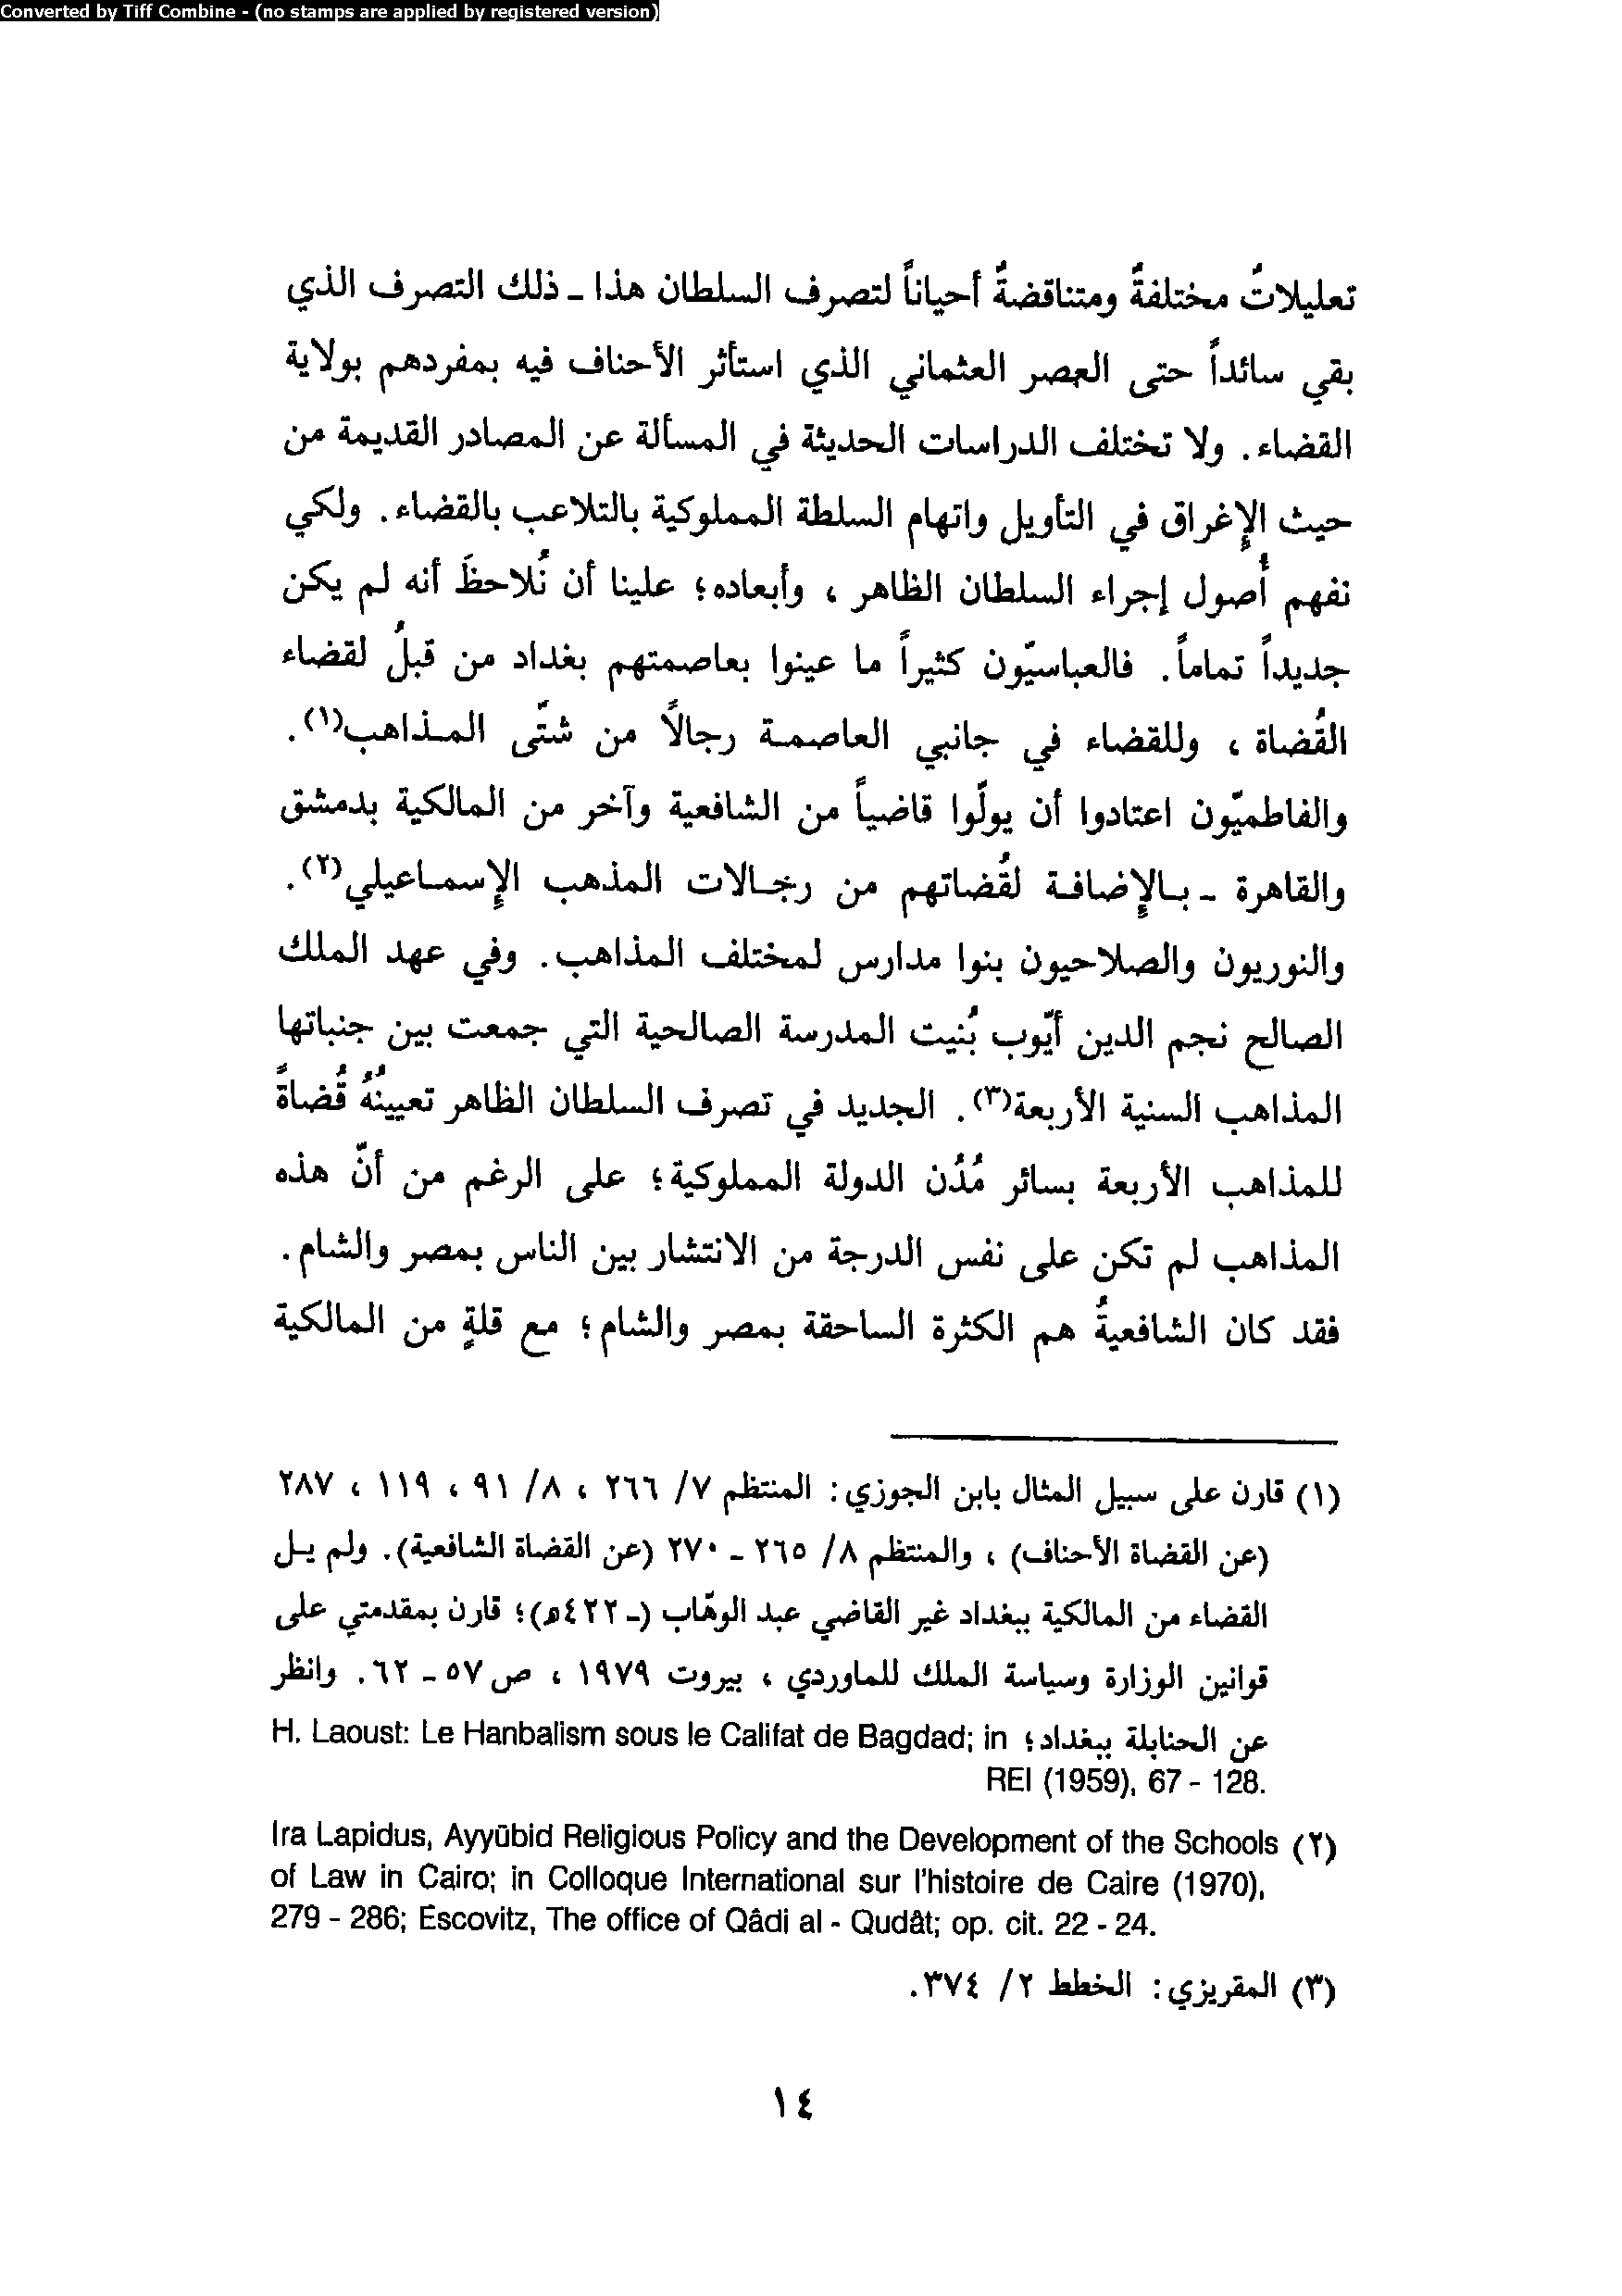 Converted by Tiff Combine - (no stamps are applied by registered version)
تعليلاتٌ مختلفةٌ ومتناقضةٌ أحياناً لتصرف السلطان هذا ـ ذلك التصرف الذي
بقي سائداً حتى العصر العثماني الذي استأثر الأحناف فيه بمفردهم بولاية
القضاء. ولا تختلف الدراسات الحديثة في المسألة عن المصادر القديمة من
حيث الإغراق في التأويل واتهام السلطة المملوكية بالتلاعب بالقضاء. ولكي
نفهم أُصول إجراء السلطان الظاهر ، وأبعاده؛ علينا أن نُلاحظَ أنه لم يكن
جديداً تماماً. فالعباسيّون كثيراً ما عينوا بعاصمتهم بغداد من قبلُ لقضاء
القُضاة ، وللقضاء في جانبي العاصمة رجالاً من شتّى المذاهب(١).
والفاطميّون اعتادوا أن يولّوا قاضياً من الشافعية وآخر من المالكية بدمشق
والقاهرة ـ بالإضافة لقُضاتهم من رجالات المذهب الإسماعيلي(٢).
والنوريون والصلاحيون بنوا مدارس لمختلف المذاهب. وفي عهد الملك
الصالح نجم الدين أيّوب بُنيت المدرسة الصالحية التي جمعت بين جنباتها
المذاهب السنية الأربعة(٣). الجديد في تصرف السلطان الظاهر تعيينُهُ قُضاةً
للمذاهب الأربعة بسائر مُدُن الدولة المملوكية؛ على الرغم من أنّ هذه
المذاهب لم تكن على نفس الدرجة من الانتشار بين الناس بمصر والشام.
فقد كان الشافعيةُ هم الكثرة الساحقة بمصر والشام؛ مع قلةٍ من المالكية
(١) قارن على سبيل المثال بابن الجوزي: المنتظم ٧/ ٢٦٦ ، ٨/ ٩١ ، ١١٩ ، ٢٨٧
(عن القضاة الأحناف) ، والمنتظم ٨/ ٢٦٥ ـ ٢٧٠ (عن القضاة الشافعية). ولم يل
القضاء من المالكية ببغداد غير القاضي عبد الوهّاب (ـ ٤٢٢هـ)؛ قارن بمقدمتي على
قوانين الوزارة وسياسة الملك للماوردي ، بيروت ١٩٧٩ ، ص ٥٧ ـ ٦٢. وانظر
عن الحنابلة ببغداد؛ H. Laoust: Le Hanbalism sous le Califat de Bagdad; in
REI (1959), 67 - 128.
(٢) Ira Lapidus, Ayyūbid Religious Policy and the Development of the Schools
of Law in Cairo; in Colloque International sur l'histoire de Caire (1970),
279 - 286; Escovitz, The office of Qâdi al - Qudât; op. cit. 22 - 24.
(٣) المقريزي: الخطط ٢/ ٣٧٤.
١٤